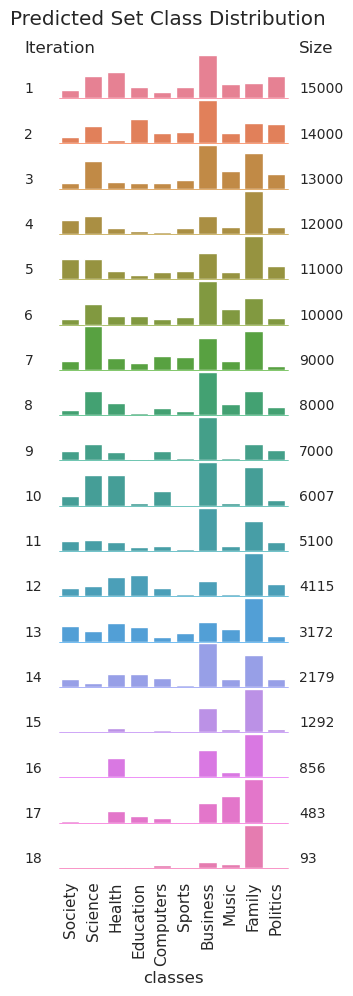 Predicted Set Class Distribution
Iteration Size
1 15000
2 14000
3 13000
4 12000
5 11000
6 10000
7 9000
8 8000
9 7000
10 6007
11 5100
12 4115
13 3172
14 2179
15 1292
16 856
17 483
18 93
Society
Science
Health
Education
Computers
Sports
Business
Music
Family
Politics
classes